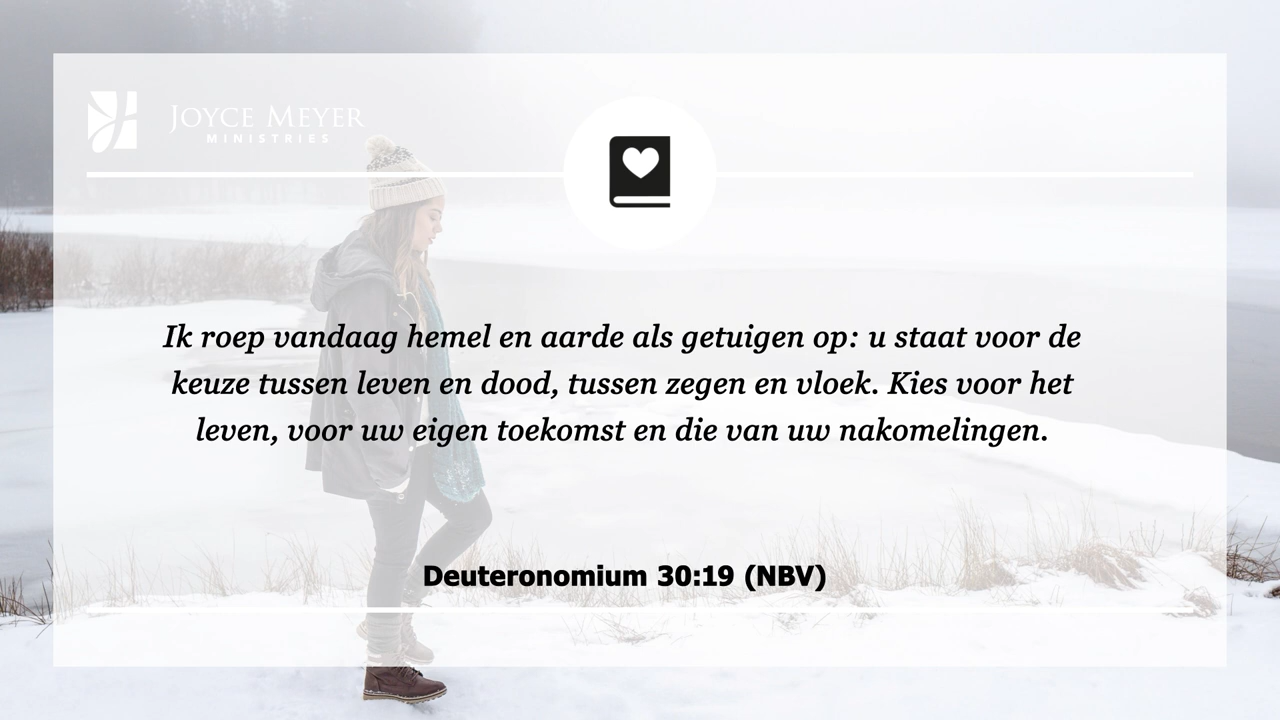 JOYCE MEYER
MINISTRIES
Ik roep vandaag hemel en aarde als getuigen op: u staat voor de
keuze tussen leven en dood, tussen zegen en vloek. Kies voor het
leven, voor uw eigen toekomst en die van uw nakomelingen.
Deuteronomium 30:19 (NBV)